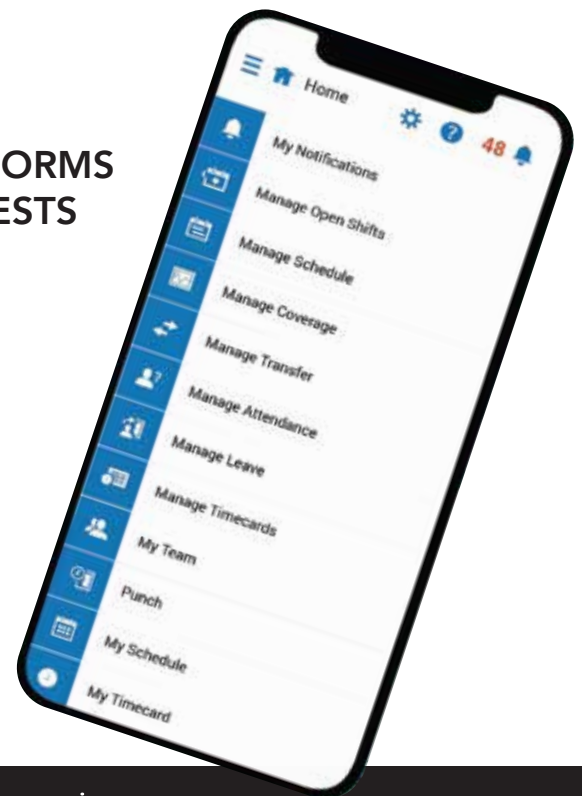 ORMS
ESTS
Home
48
My Notifications
Manage Open Shifts
Manage Schedule
Manage Coverage
Manage Transfer
Manage Attendance
Manage Leave
Manage Timecards
My Team
Punch
My Schedule
My Timecard